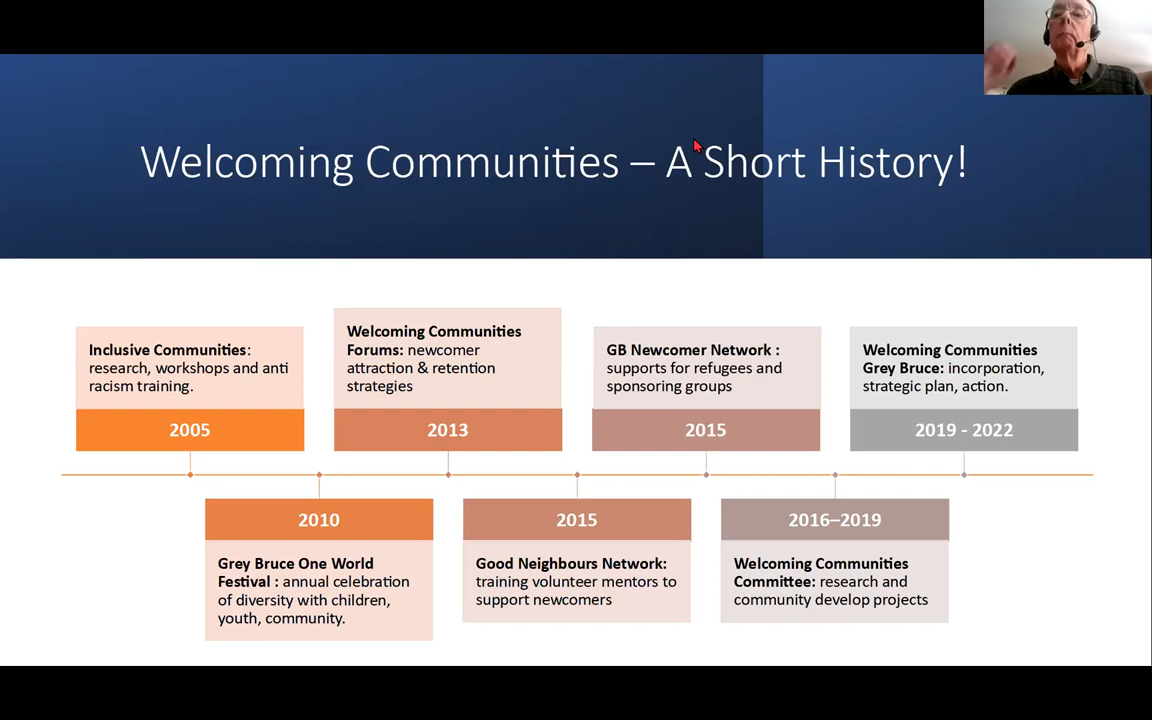 Welcoming Communities – A Short History!
Inclusive Communities:
research, workshops and anti
racism training.
2005
2010
Grey Bruce One World
Festival : annual celebration
of diversity with children,
youth, community.
Welcoming Communities
Forums: newcomer
attraction & retention
strategies
2013
2015
Good Neighbours Network:
training volunteer mentors to
support newcomers
GB Newcomer Network :
supports for refugees and
sponsoring groups
2015
2016–2019
Welcoming Communities
Committee: research and
community develop projects
Welcoming Communities
Grey Bruce: incorporation,
strategic plan, action.
2019 - 2022